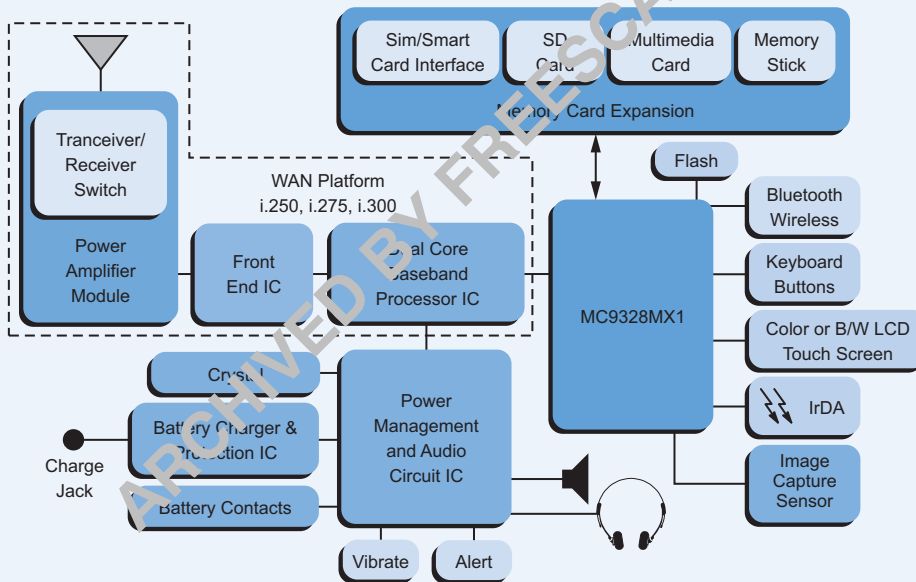 Sim/Smart
Card Interface
SD
Card
Multimedia
Card
Memory
Stick
Memory Card Expansion
Tranceiver/
Receiver
Switch
Power
Amplifier
Module
WAN Platform
i.250, i.275, i.300
Front
End IC
Dual Core
Baseband
Processor IC
MC9328MX1
Flash
Bluetooth
Wireless
Keyboard
Buttons
Color or B/W LCD
Touch Screen
IrDA
Image
Capture
Sensor
Crystal
Battery Charger &
Protection IC
Battery Contacts
Charge
Jack
Power
Management
and Audio
Circuit IC
Vibrate
Alert
ARCHIVED BY FREESCA